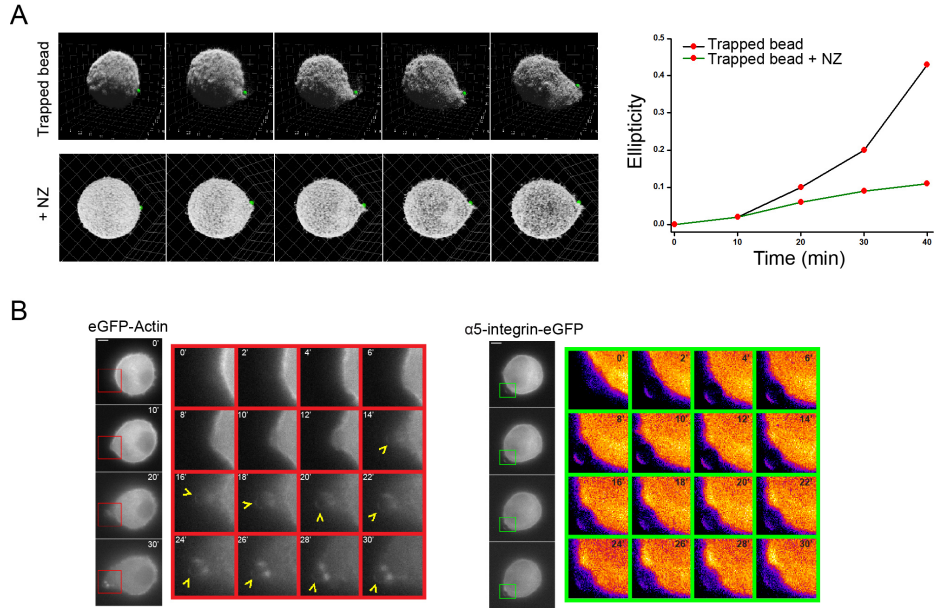 A
Trapped bead
+ NZ
Trapped bead
Trapped bead + NZ
Ellipticity
0.5
0.4
0.3
0.2
0.1
0.0
0 10 20 30 40
Time (min)
B
eGFP-Actin
0'
10'
20'
30'
0' 2' 4' 6'
8' 10' 12' 14'
16' 18' 20' 22'
24' 26' 28' 30'
α5-integrin-eGFP
0' 2' 4' 6'
8' 10' 12' 14'
16' 18' 20' 22'
24' 26' 28' 30'